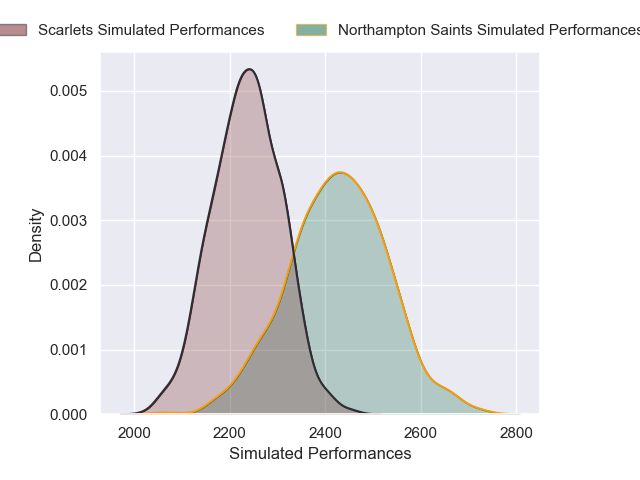 Scarlets Simulated Performances
Northampton Saints Simulated Performances
0.005
0.004
0.003
0.002
0.001
0.000
Density
2000
2200
2400
2600
2800
Simulated Performances